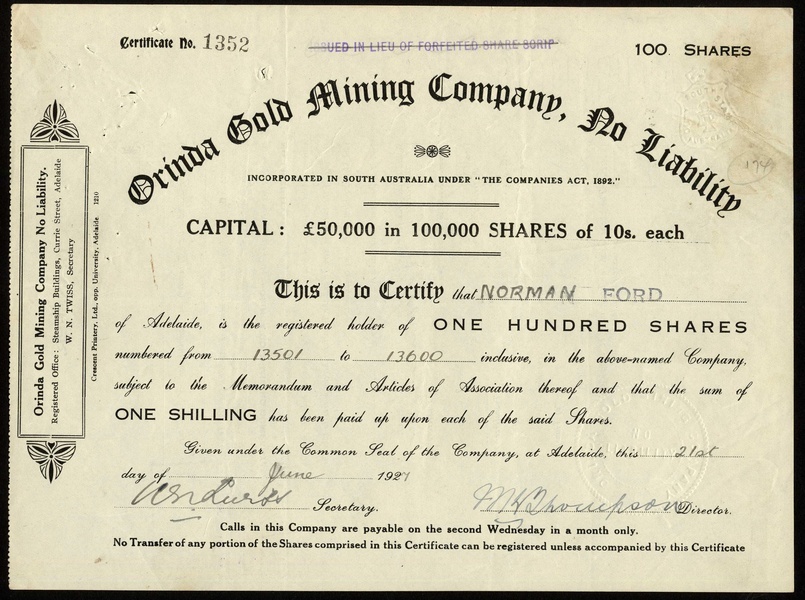 Certificate No. 1352
SUED IN LIEU OF FORFEITED SHARE SCRIP
100 SHARES
Orinda Gold Mining Company, No Liability
INCORPORATED IN SOUTH AUSTRALIA UNDER "THE COMPANIES ACT, 1892."
CAPITAL: £50,000 in 100,000 SHARES of 10s. each
This is to Certify that NORMAN FORD
of Adelaide, is the registered holder of ONE HUNDRED SHARES
numbered from 13501 to 13600 inclusive, in the above-named Company,
subject to the Memorandum and Articles of Association thereof and that the sum of
ONE SHILLING has been paid up upon each of the said Shares.
Given under the Common Seal of the Company, at Adelaide, this 21st
day of June 1927
Secretary.
Thompson Director.
Calls in this Company are payable on the second Wednesday in a month only.
No Transfer of any portion of the Shares comprised in this Certificate can be registered unless accompanied by this Certificate
Orinda Gold Mining Company No Liability.
Registered Office: Steamship Buildings, Currie Street, Adelaide
W. N. TWISS, Secretary
Crescent Printery, Ltd., opp. University, Adelaide 1210